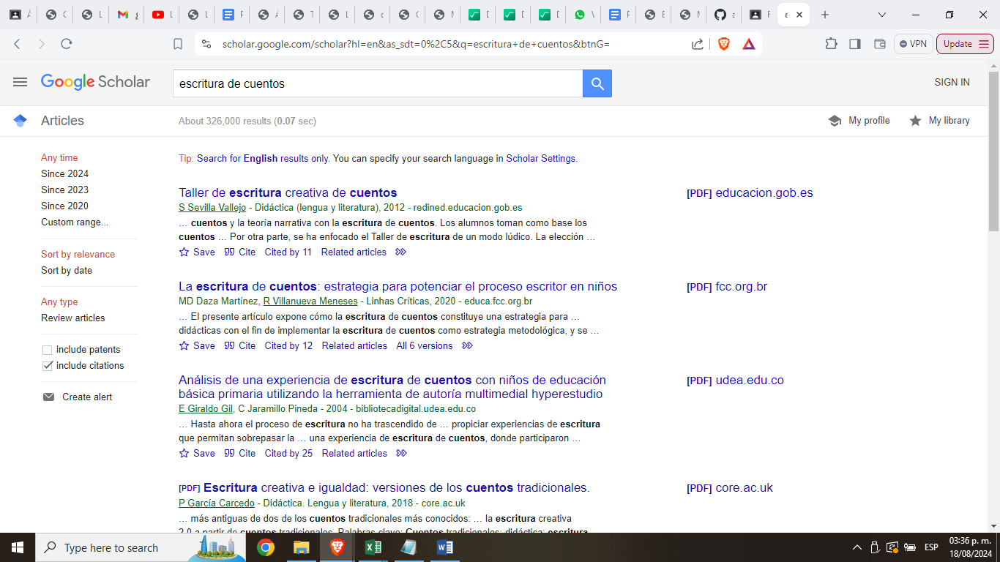 scholar.google.com/scholar?hl=en&as_sdt=0%2C5&q=escritura+de+cuentos&btnG=
VPN
Update
Google Scholar
escritura de cuentos
SIGN IN
Articles
About 326,000 results (0.07 sec)
My profile
My library
Any time
Since 2024
Since 2023
Since 2020
Custom range...
Sort by relevance
Sort by date
Any type
Review articles
include patents
include citations
Create alert
Tip: Search for English results only. You can specify your search language in Scholar Settings.
Taller de escritura creativa de cuentos
[PDF] educacion.gob.es
S Sevilla Vallejo - Didáctica (lengua y literatura), 2012 - redined.educacion.gob.es
… cuentos y la teoría narrativa con la escritura de cuentos. Los alumnos toman como base los
cuentos … Por otra parte, se ha enfocado el Taller de escritura de un modo lúdico. La elección …
Save Cite Cited by 11 Related articles
La escritura de cuentos: estrategia para potenciar el proceso escritor en niños
[PDF] fcc.org.br
MD Daza Martínez, R Villanueva Meneses - Linhas Críticas, 2020 - educa.fcc.org.br
… El presente artículo expone cómo la escritura de cuentos constituye una estrategia para …
didácticas con el fin de implementar la escritura de cuentos como estrategia metodológica, y se …
Save Cite Cited by 12 Related articles All 6 versions
Análisis de una experiencia de escritura de cuentos con niños de educación
básica primaria utilizando la herramienta de autoría multimedial hyperestudio
[PDF] udea.edu.co
E Giraldo Gil, C Jaramillo Pineda - 2004 - bibliotecadigital.udea.edu.co
… Hasta ahora el proceso de escritura no ha trascendido de … propiciar experiencias de escritura
que permitan sobrepasar la … una experiencia de escritura de cuentos, donde participaron …
Save Cite Cited by 25 Related articles
[PDF] Escritura creativa e igualdad: versiones de los cuentos tradicionales.
[PDF] core.ac.uk
P García Carcedo - Didáctica. Lengua y literatura, 2018 - core.ac.uk
… más antiguas de dos de los cuentos tradicionales más conocidos: … la escritura creativa
2.0 a partir de cuentos tradicionales. Palabras clave: Cuentos tradicionales; didáctica; escritura
Type here to search
ESP
03:36 p. m.
18/08/2024